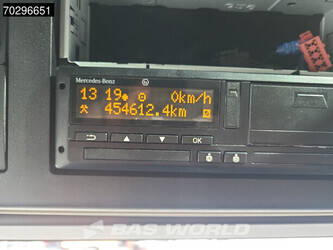 70296651
Mercedes-Benz
13 19 0km/h
454612.4km
OK
BAS WORLD